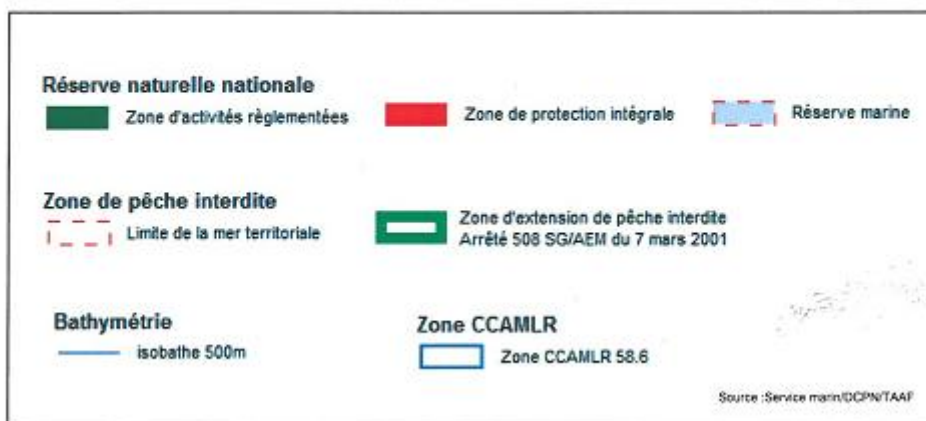 Réserve naturelle nationale
Zone d'activités règlementées
Zone de protection intégrale
Réserve marine
Zone de pêche interdite
Limite de la mer territoriale
Zone d'extension de pêche interdite
Arrêté 508 SG/AEM du 7 mars 2001
Bathymétrie
isobathe 500m
Zone CCAMLR
Zone CCAMLR 58.6
Source :Service marin/DCPN/TAAF